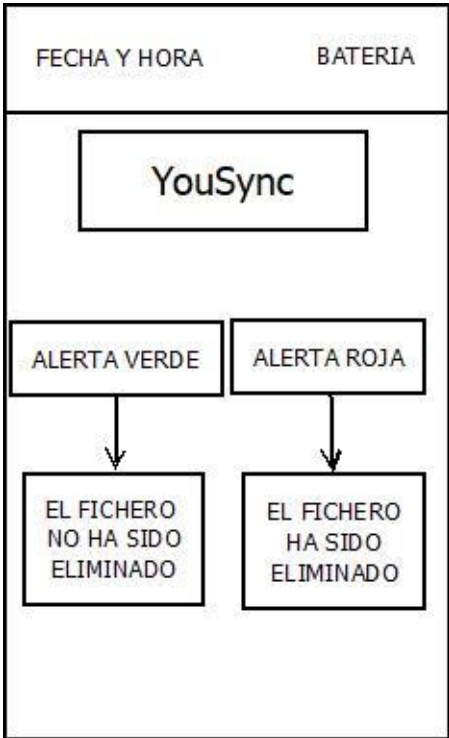 FECHA Y HORA
BATERIA
YouSync
ALERTA VERDE
ALERTA ROJA
EL FICHERO
NO HA SIDO
ELIMINADO
EL FICHERO
HA SIDO
ELIMINADO